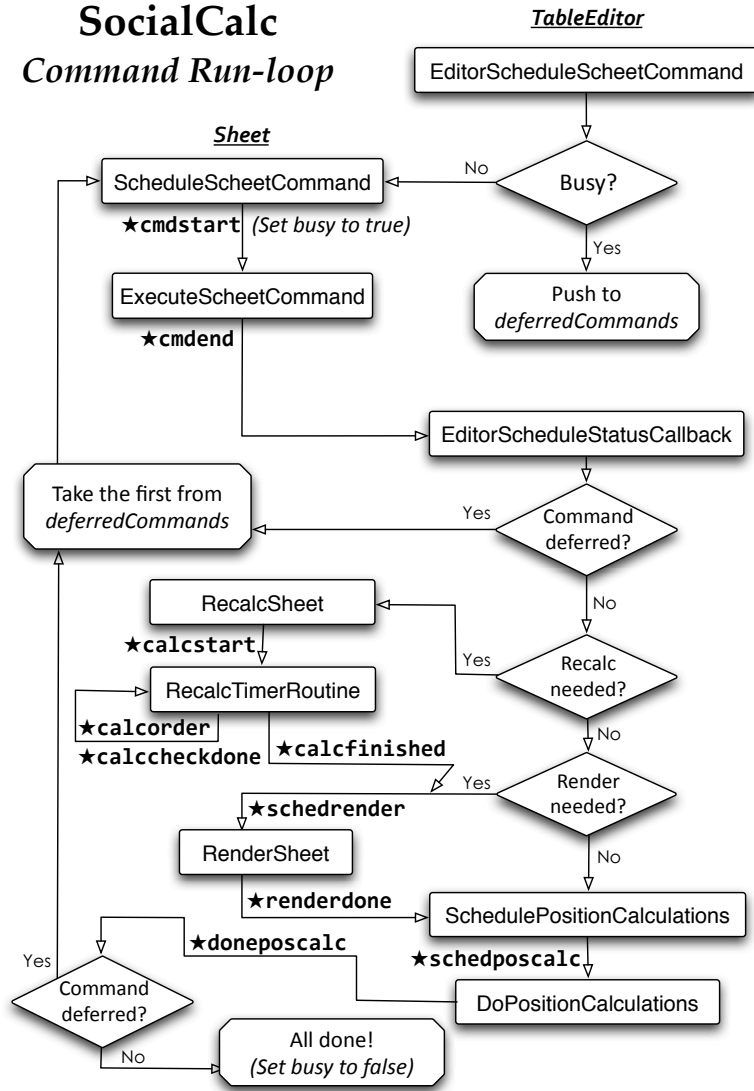 SocialCalc
Command Run-loop
TableEditor
EditorScheduleScheetCommand
Sheet
No
Busy?
ScheduleScheetCommand
★cmdstart (Set busy to true)
Yes
ExecuteScheetCommand
Push to
deferredCommands
★cmdend
EditorScheduleStatusCallback
Take the first from
deferredCommands
Yes
Command
deferred?
No
RecalcSheet
★calcstart
Yes
Recalc
needed?
RecalcTimerRoutine
★calcorder
★calccheckdone
★calcfinished
No
Yes
Render
needed?
★schedrender
RenderSheet
No
★renderdone
SchedulePositionCalculations
★doneposcalc
★schedposcalc
Yes
Command
deferred?
DoPositionCalculations
No
All done!
(Set busy to false)